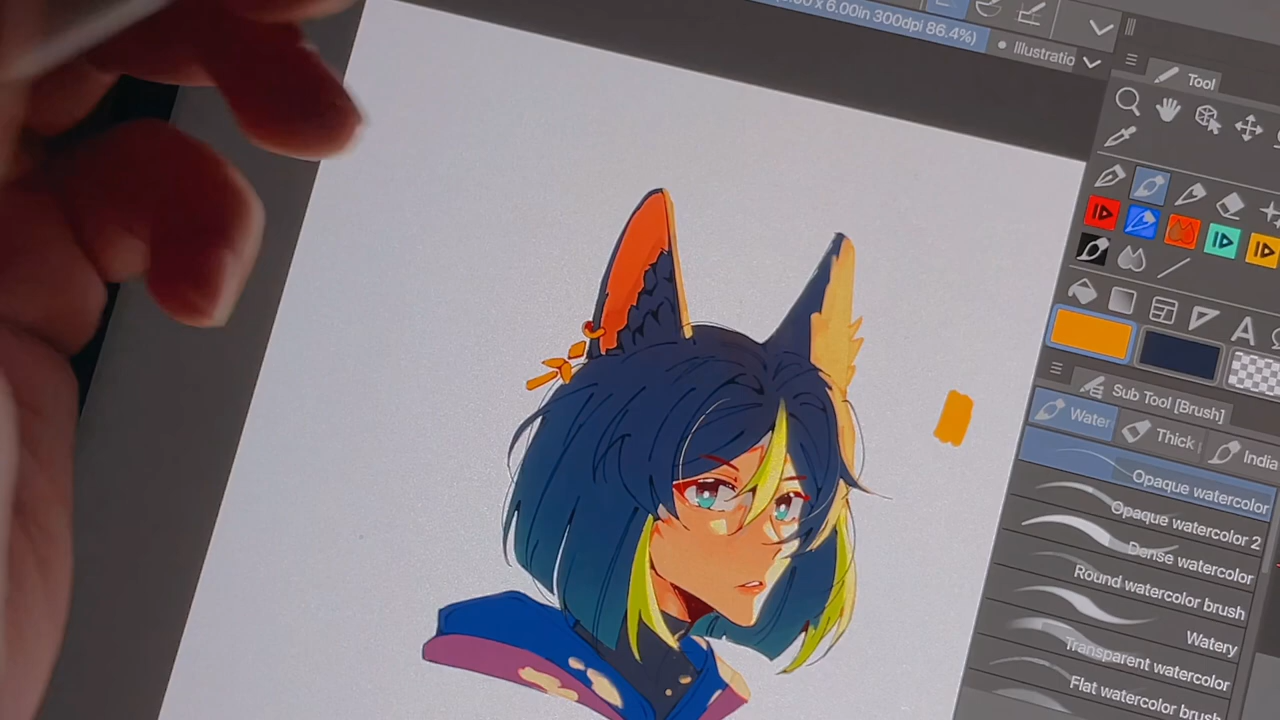 x 6.00in 300dpi 86.4%)
Illustratio
Tool
Sub Tool [Brush]
Water
Thick
India
Opaque watercolor
Opaque watercolor 2
Dense watercolor
Round watercolor brush
Watery
Transparent watercolor
Flat watercolor brush